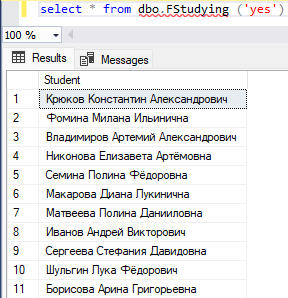 select * from dbo.FStudying ('yes')
100 %
Results Messages
Student
1 Крюков Константин Александрович
2 Фомина Милана Ильинична
3 Владимиров Артемий Александрович
4 Никонова Елизавета Артёмовна
5 Семина Полина Фёдоровна
6 Макарова Диана Лукинична
7 Матвеева Полина Данииловна
8 Иванов Андрей Викторович
9 Сергеева Стефания Давидовна
10 Шульгин Лука Фёдорович
11 Борисова Арина Григорьевна